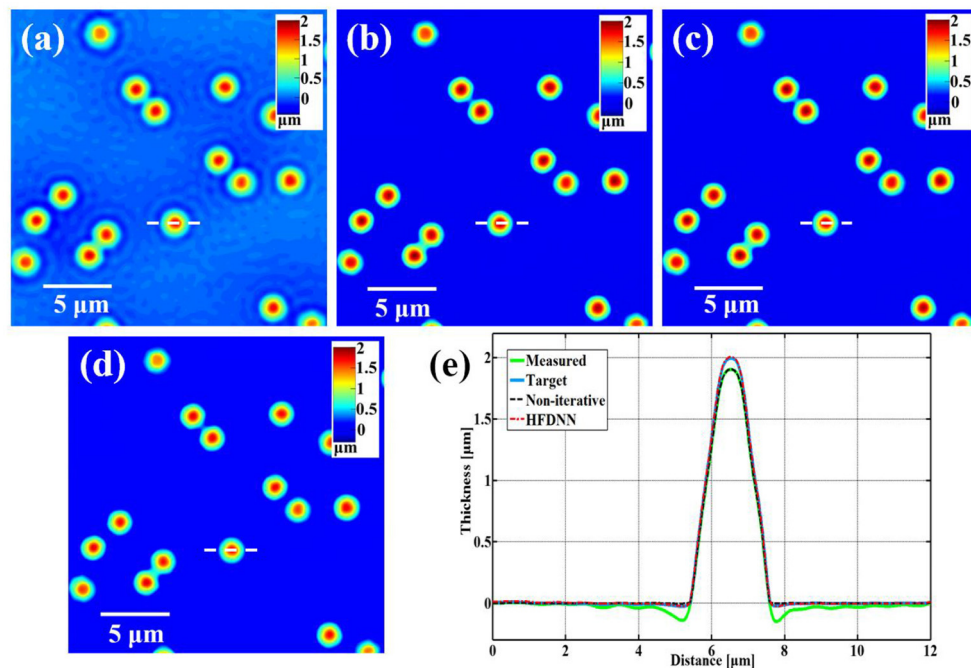 (a)
2
1.5
1
0.5
0
µm
5 µm
(b)
2
1.5
1
0.5
0
µm
5 µm
(c)
2
1.5
1
0.5
0
µm
5 µm
(d)
2
1.5
1
0.5
0
µm
5 µm
(e)
Measured
Target
Non-iterative
HFDNN
Thickness [µm]
2
1.5
1
0.5
0
0 2 4 6 8 10 12
Distance [µm]